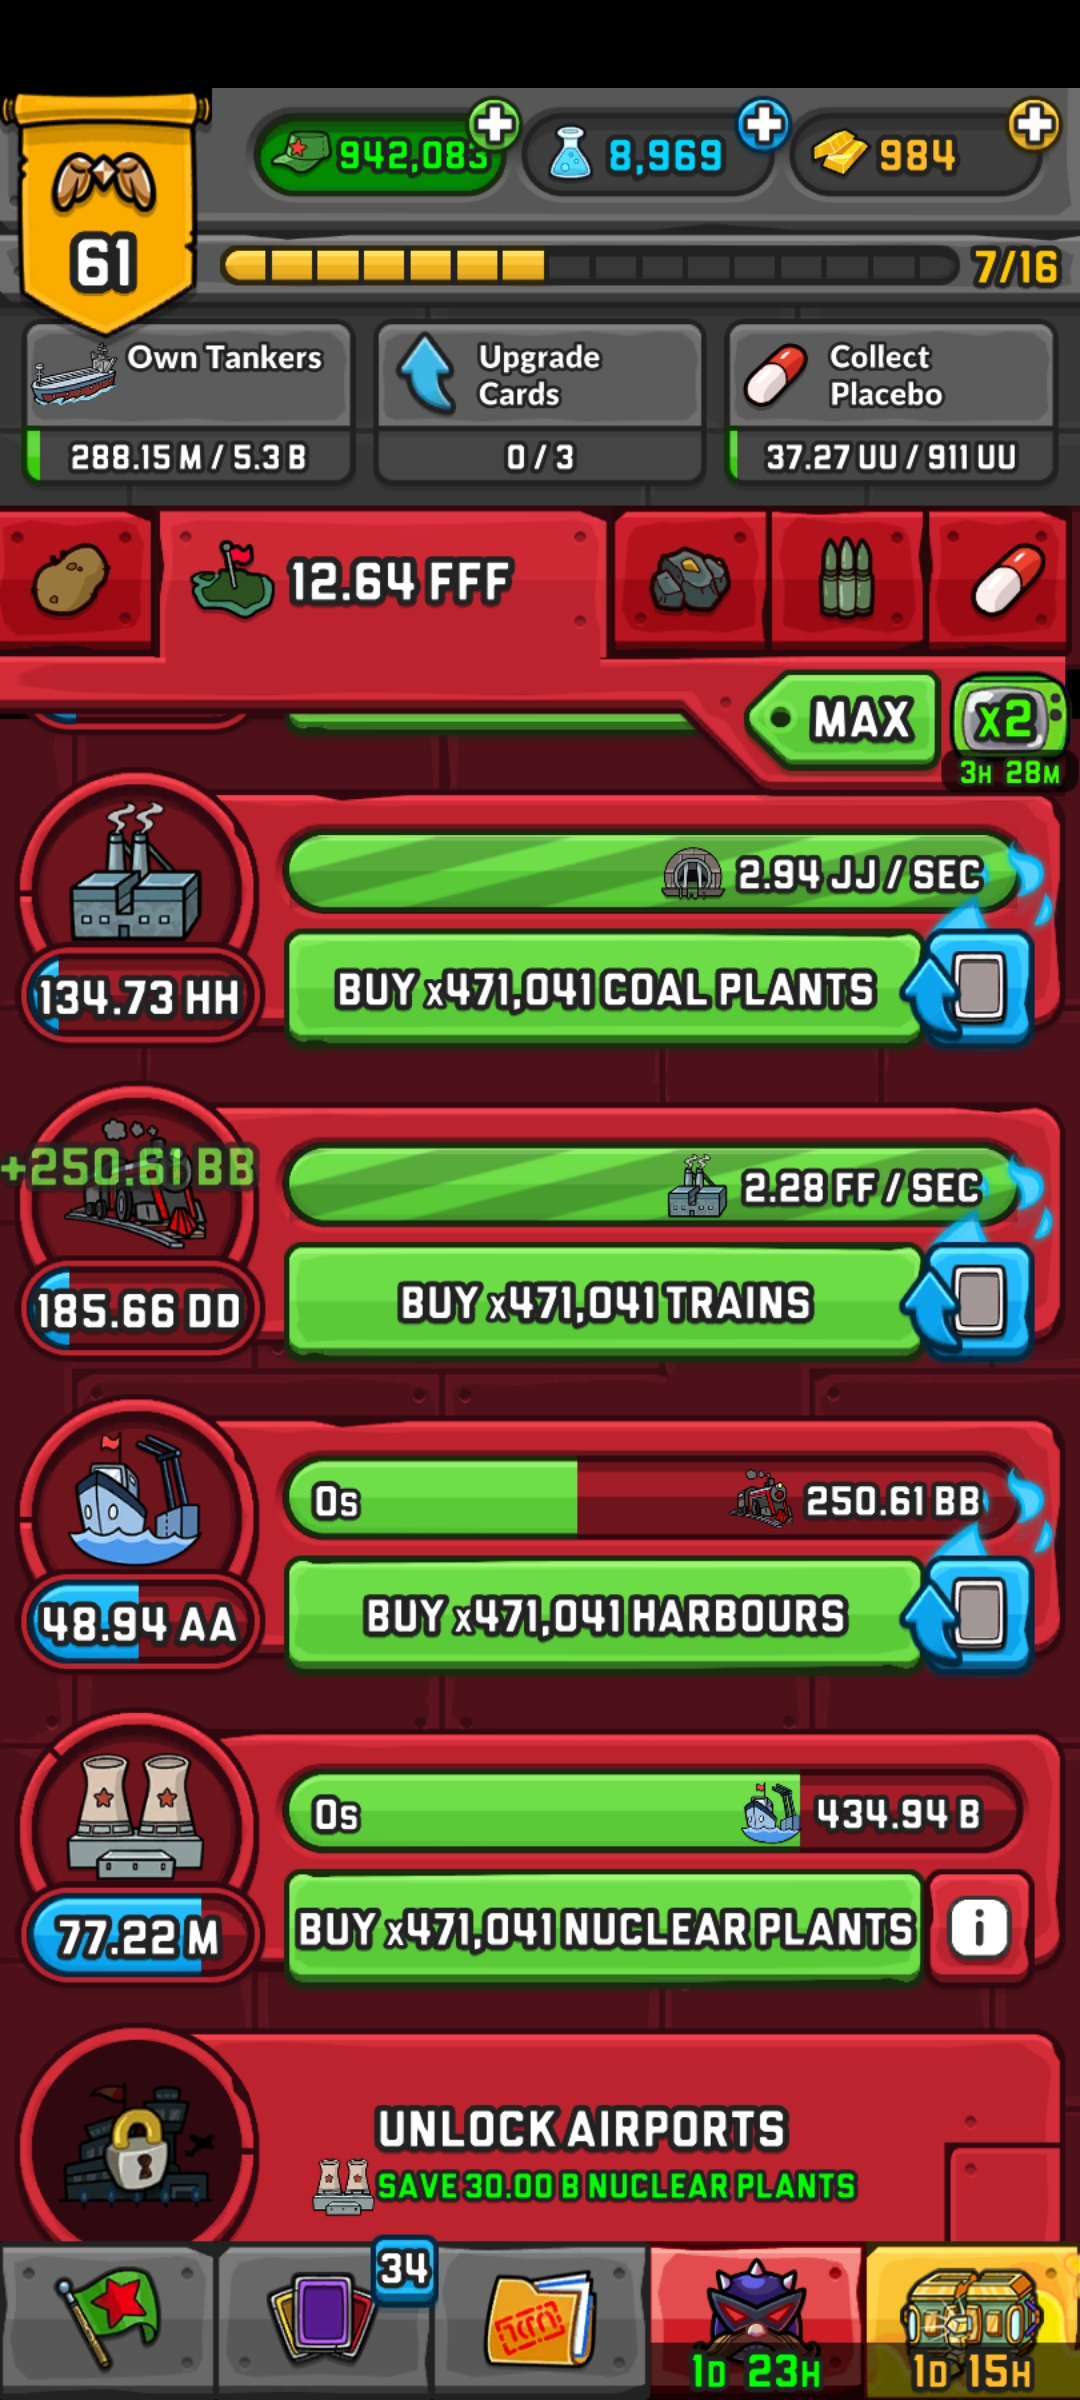 942,083
8,969
984
61
7/16
Own Tankers
288.15 M / 5.3 B
Upgrade
Cards
0 / 3
Collect
Placebo
37.27 UU / 911 UU
12.64 FFF
MAX
x2
3H 28M
2.94 JJ / SEC
134.73 HH
BUY x471,041 COAL PLANTS
+250.61 BB
2.28 FF / SEC
185.66 DD
BUY x471,041 TRAINS
0s
250.61 BB
48.94 AA
BUY x471,041 HARBOURS
0s
434.94 B
77.22 M
BUY x471,041 NUCLEAR PLANTS
i
UNLOCK AIRPORTS
SAVE 30.00 B NUCLEAR PLANTS
34
1D 23H
1D 15H